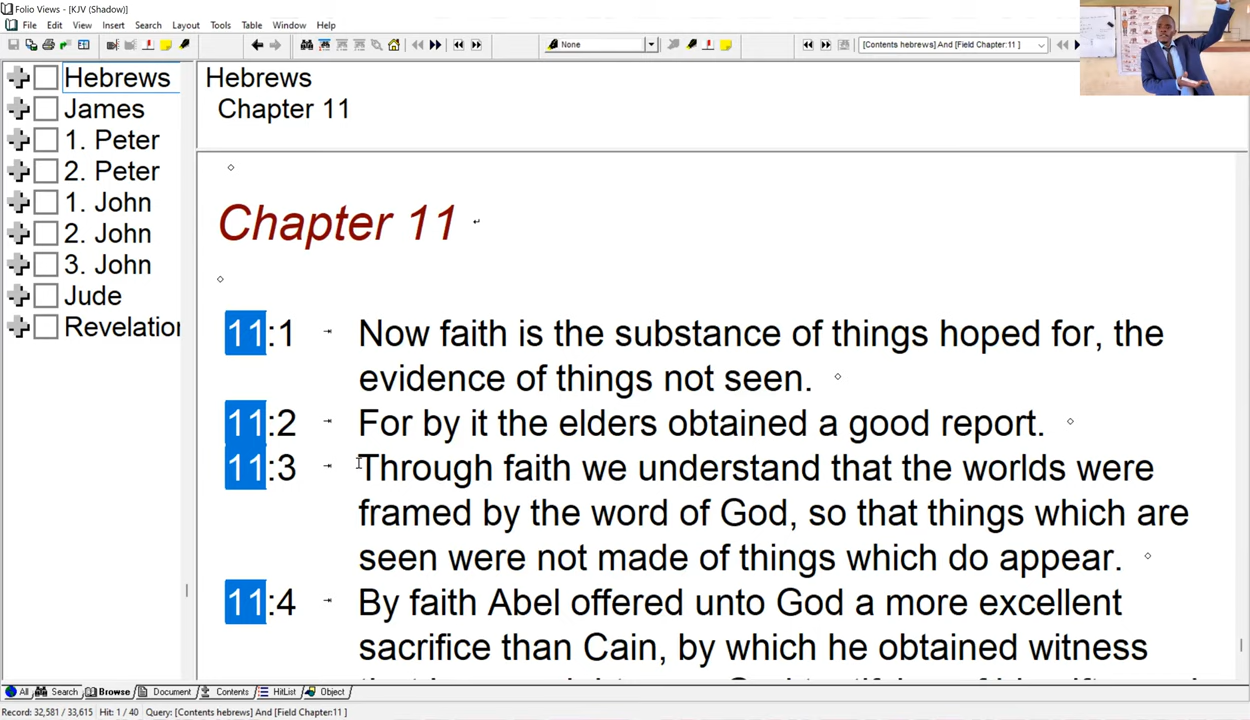 Folio Views - [KJV (Shadow)]
File Edit View Insert Search Layout Tools Table Window Help
None
[Contents hebrews] And [Field Chapter:11 ]
Hebrews
James
1. Peter
2. Peter
1. John
2. John
3. John
Jude
Revelation
Hebrews
Chapter 11
Chapter 11
11:1 Now faith is the substance of things hoped for, the
evidence of things not seen.
11:2 For by it the elders obtained a good report.
11:3 Through faith we understand that the worlds were
framed by the word of God, so that things which are
seen were not made of things which do appear.
11:4 By faith Abel offered unto God a more excellent
sacrifice than Cain, by which he obtained witness
All Search Browse Document Contents HitList Object
Record: 32,581 / 33,615 Hit: 1 / 40 Query: [Contents hebrews] And [Field Chapter:11 ]